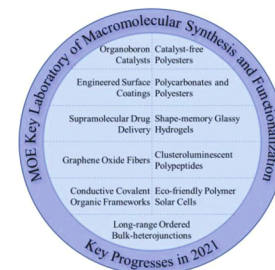 MOE Key Laboratory of Macromolecular Synthesis and Functionalization
Organoboron
Catalysts
Catalyst-free
Polyesters
Engineered Surface
Coatings
Polycarbonates and
Polyesters
Supramolecular Drug
Delivery
Shape-memory Glassy
Hydrogels
Graphene Oxide Fibers
Clusteroluminescent
Polypeptides
Conductive Covalent
Organic Frameworks
Eco-friendly Polymer
Solar Cells
Long-range Ordered
Bulk-heterojunctions
Key Progresses in 2021